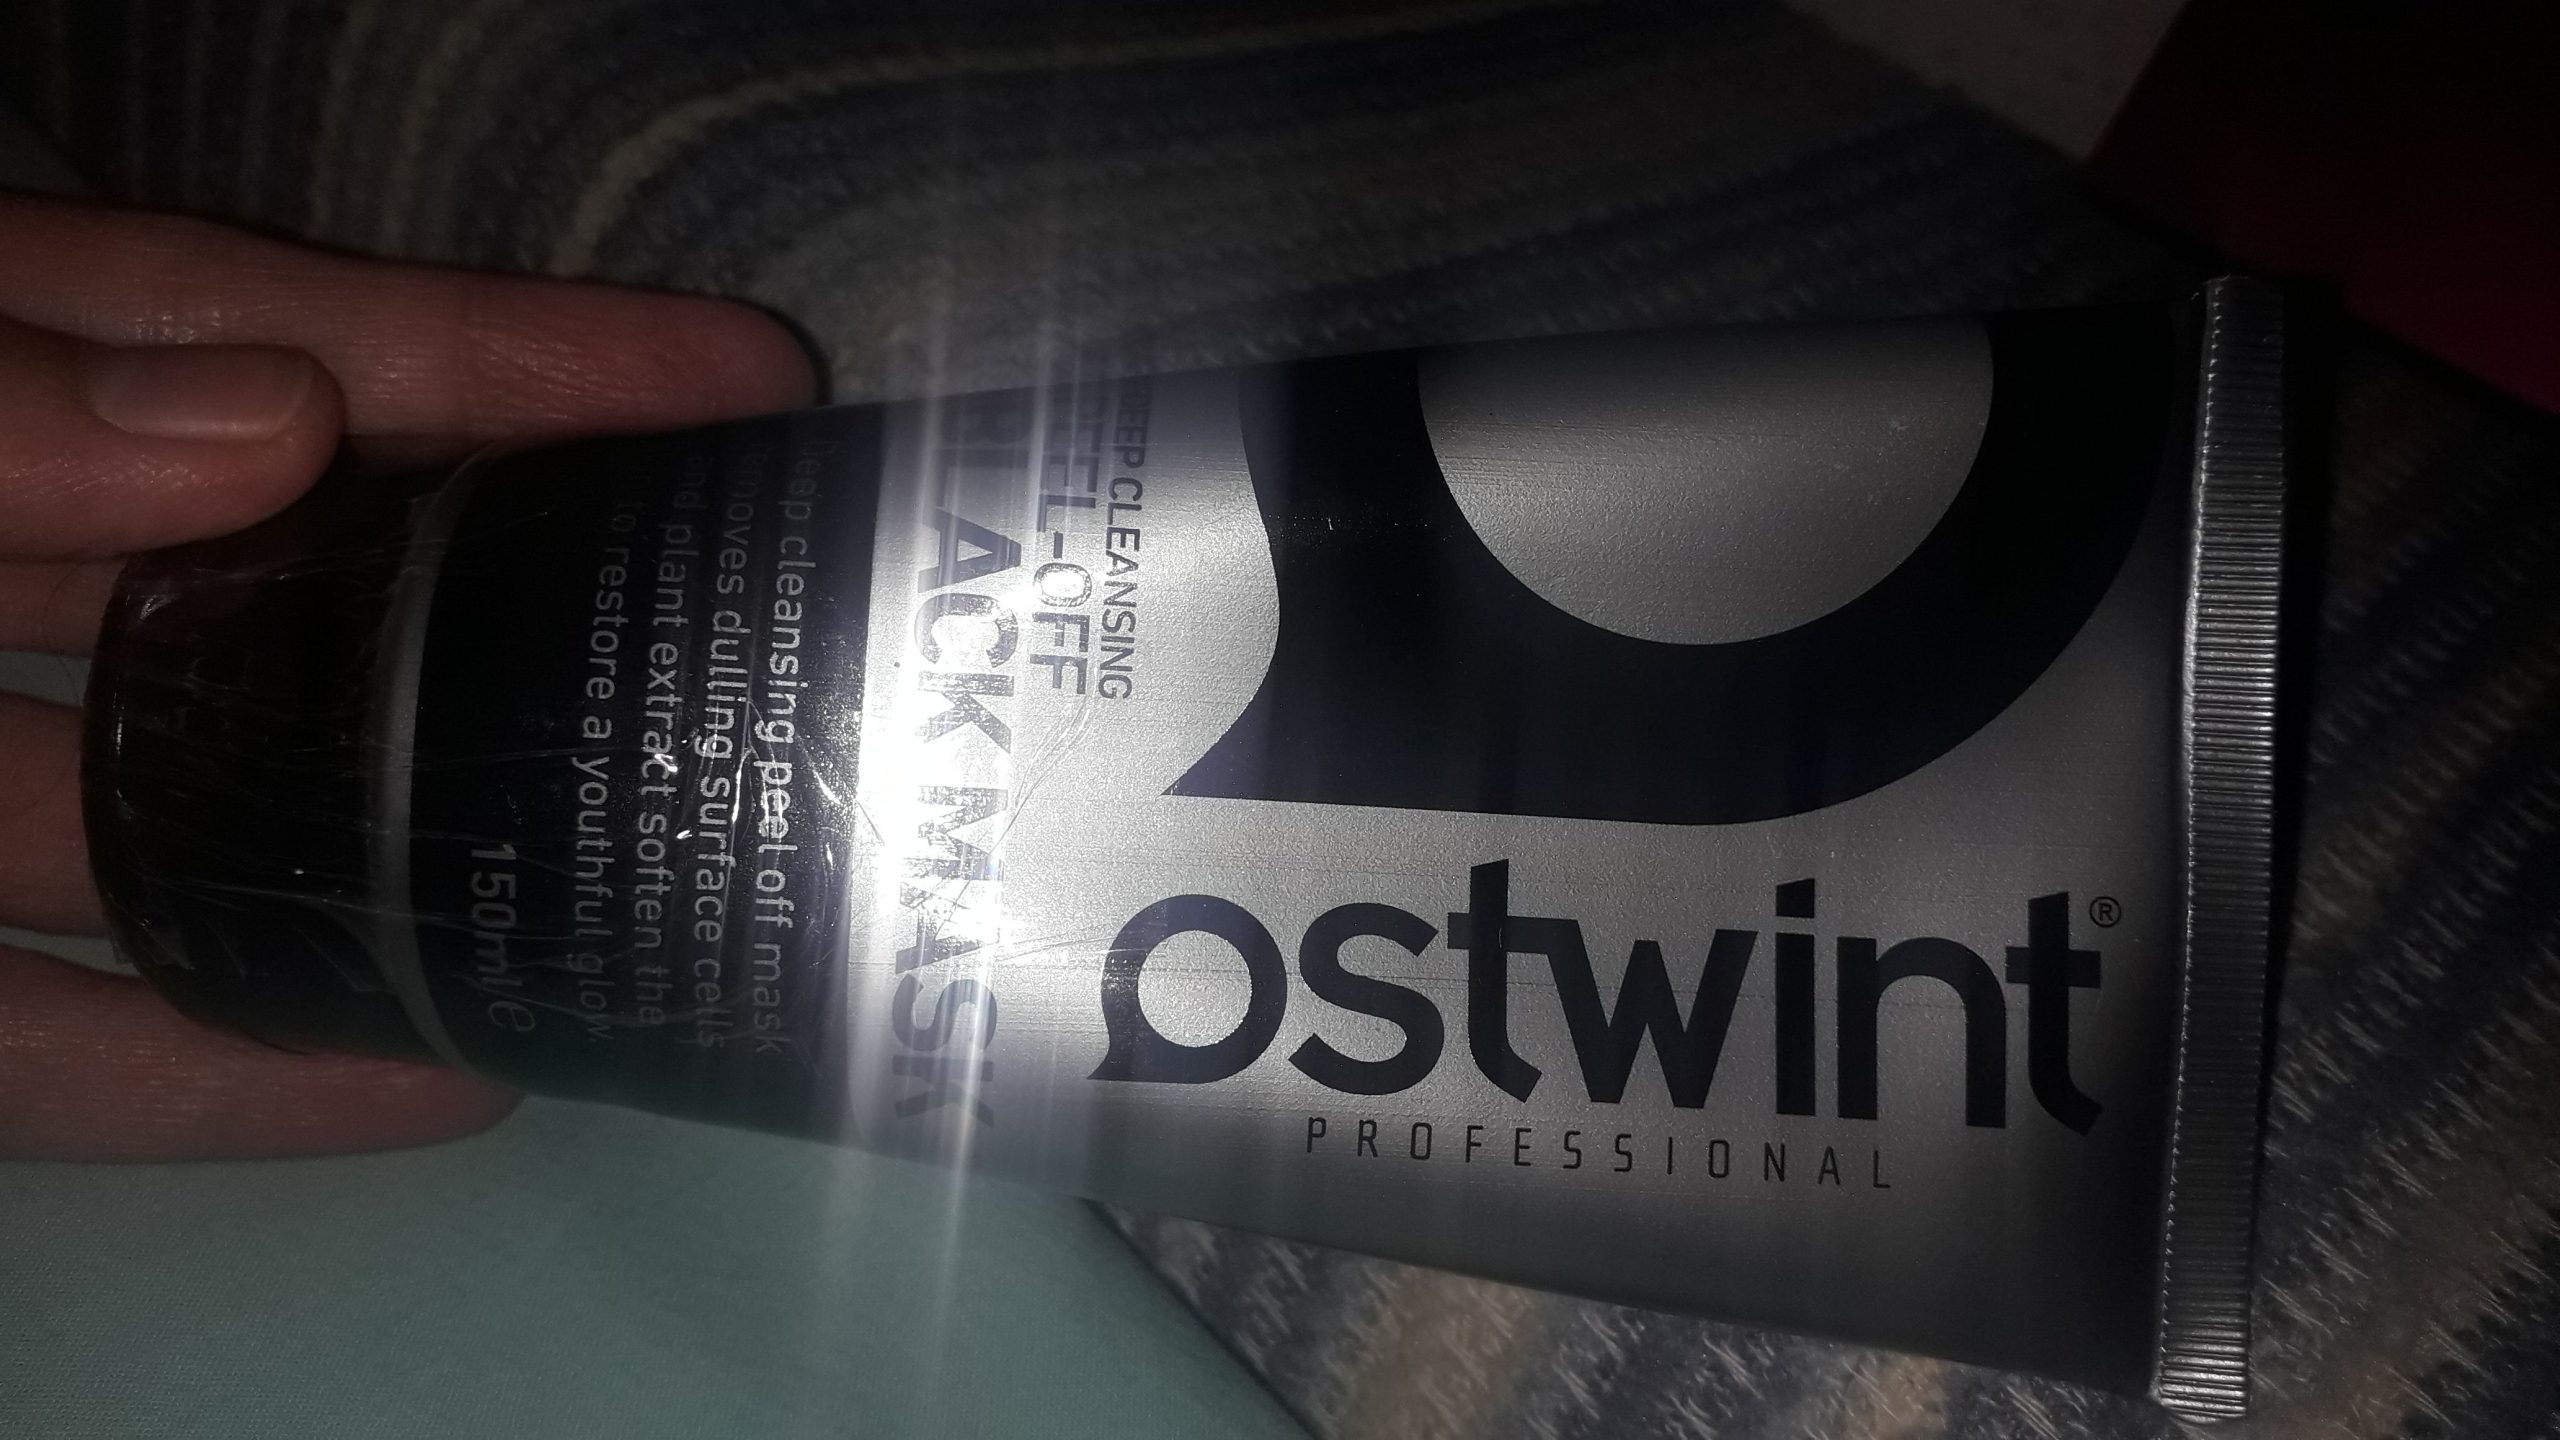 ostwint®
PROFESSIONAL
DEEP CLEANSING
PEEL-OFF
BLACK MASK
Deep cleansing peel off mask
removes dulling surface cells
and plant extract soften the
to restore a youthful glow
150ml e